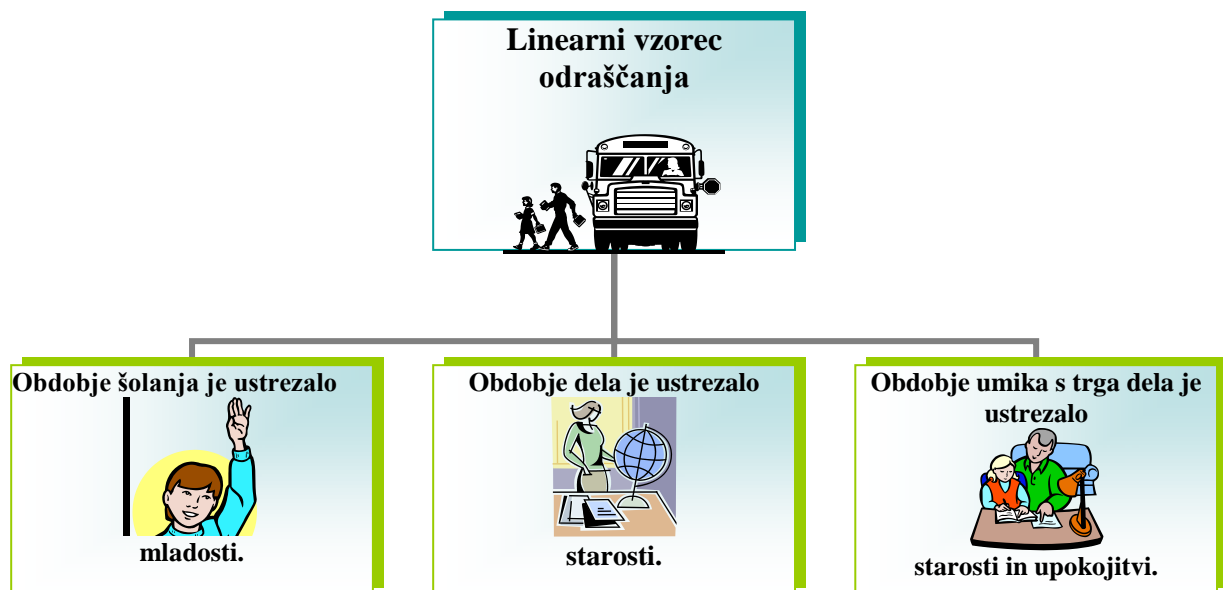 Linearni vzorec
odraščanja
Obdobje šolanja je ustrezalo
mladosti.
Obdobje dela je ustrezalo
starosti.
Obdobje umika s trga dela je
ustrezalo
starosti in upokojitvi.